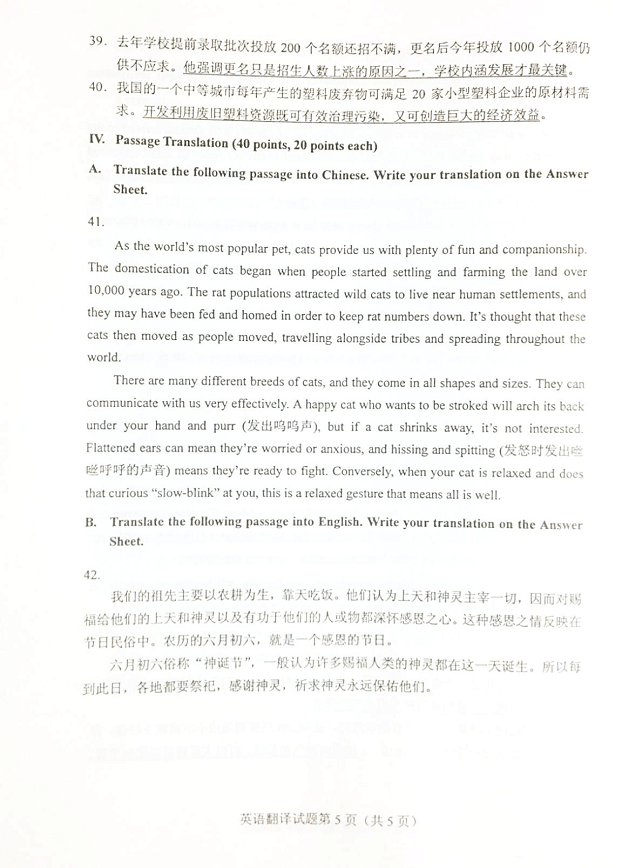 39. 去年学校提前录取批次投放 200 个名额还招不满，更名后今年投放 1000 个名额仍
供不应求。他强调更名只是招生人数上涨的原因之一，学校内涵发展才最关键。
40. 我国的一个中等城市每年产生的塑料废弃物可满足 20 家小型塑料企业的原材料需
求。开发利用废旧塑料资源既可有效治理污染，又可创造巨大的经济效益。
IV. Passage Translation (40 points, 20 points each)
A. Translate the following passage into Chinese. Write your translation on the Answer
Sheet.
41.
As the world's most popular pet, cats provide us with plenty of fun and companionship.
The domestication of cats began when people started settling and farming the land over
10,000 years ago. The rat populations attracted wild cats to live near human settlements, and
they may have been fed and homed in order to keep rat numbers down. It's thought that these
cats then moved as people moved, travelling alongside tribes and spreading throughout the
world.
There are many different breeds of cats, and they come in all shapes and sizes. They can
communicate with us very effectively. A happy cat who wants to be stroked will arch its back
under your hand and purr (发出呜呜声), but if a cat shrinks away, it's not interested.
Flattened ears can mean they're worried or anxious, and hissing and spitting (发怒时发出咝
咝呼呼的声音) means they're ready to fight. Conversely, when your cat is relaxed and does
that curious "slow-blink" at you, this is a relaxed gesture that means all is well.
B. Translate the following passage into English. Write your translation on the Answer
Sheet.
42.
我们的祖先主要以农耕为生，靠天吃饭。他们认为上天和神灵主宰一切，因而对赐
福给他们的上天和神灵以及有功于他们的人或物都深怀感恩之心。这种感恩之情反映在
节日民俗中。农历的六月初六，就是一个感恩的节日。
六月初六俗称“神诞节”，一般认为许多赐福人类的神灵都在这一天诞生。所以每
到此日，各地都要祭祀，感谢神灵，祈求神灵永远保佑他们。
英语翻译试题第 5 页（共 5 页）